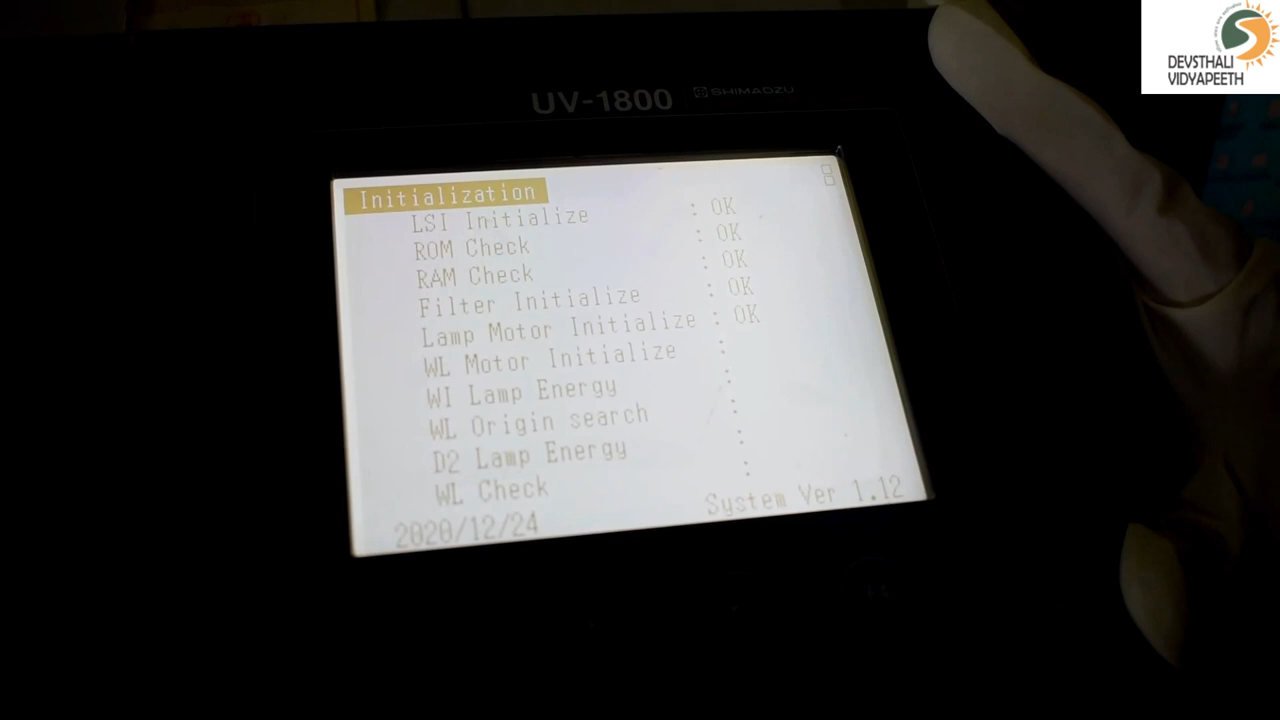 DEVSTHALI
VIDYAPEETH
UV-1800 SHIMADZU
Initialization
LSI Initialize : OK
ROM Check : OK
RAM Check : OK
Filter Initialize : OK
Lamp Motor Initialize : OK
WL Motor Initialize :
WI Lamp Energy :
WL Origin search :
D2 Lamp Energy :
WL Check :
2020/12/24 System Ver 1.12